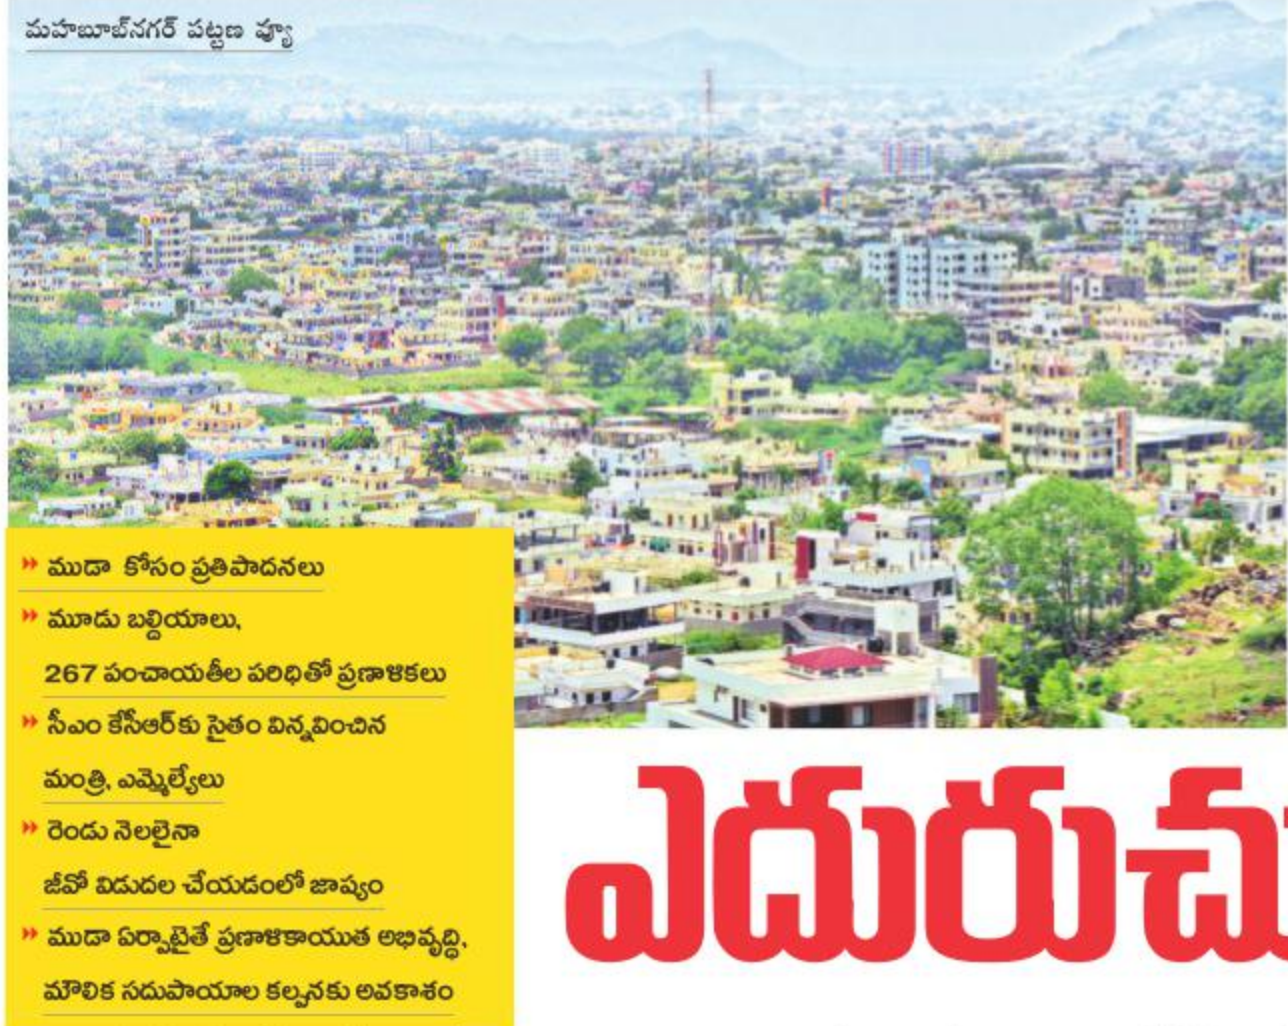 మహబూబ్‌నగర్ పట్టణ వ్యూ
›› ముడా కోసం ప్రతిపాదనలు
›› మూడు బల్దియాలు,
267 పంచాయతీల పరిధితో ప్రణాళికలు
›› సీఎం కేసీఆర్‌కు సైతం విన్నవించిన
మంత్రి, ఎమ్మెల్యేలు
›› రెండు నెలలైనా
జీవో విడుదల చేయడంలో జాప్యం
›› ముడా ఏర్పాటైతే ప్రణాళికాయుత అభివృద్ధి,
మౌలిక సదుపాయాల కల్పనకు అవకాశం
ఎదురుచు